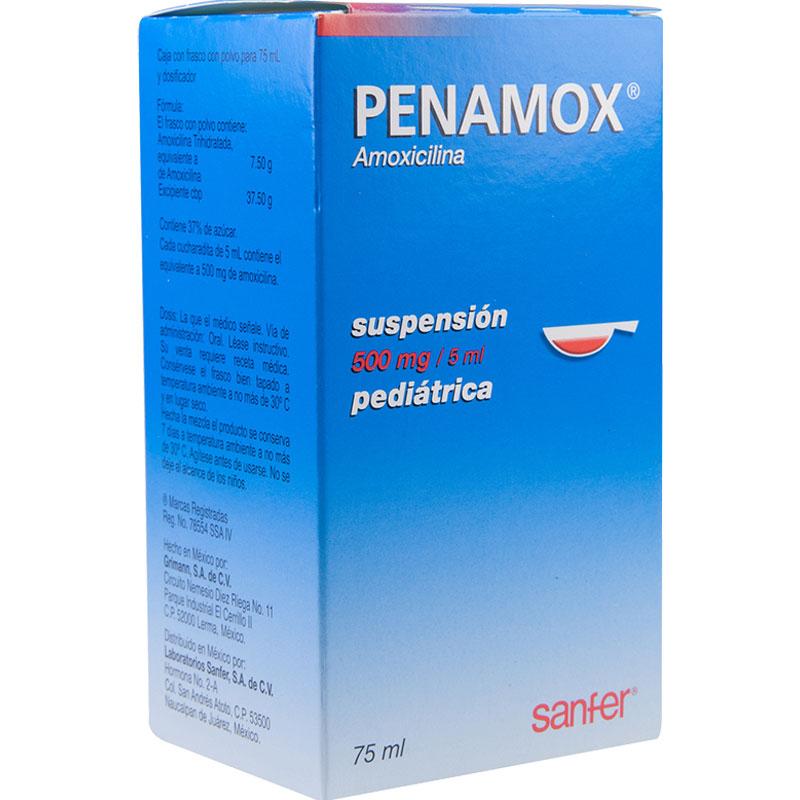 Caja con frasco con polvo para 75 mL
y dosificador
Fórmula:
El frasco con polvo contiene:
Amoxicilina Trihidratada,
equivalente a 7.50 g
de Amoxicilina
Excipiente cbp 37.50 g
Contiene 37% de azúcar.
Cada cucharadita de 5 mL contiene el
equivalente a 500 mg de amoxicilina.
Dosis: La que el médico señale. Vía de
administración: Oral. Léase instructivo.
Su venta requiere receta médica.
Consérvese el frasco bien tapado a
temperatura ambiente a no más de 30° C
y en lugar seco.
Hecha la mezcla el producto se conserva
7 días a temperatura ambiente a no más
de 30° C. Agítese antes de usarse. No se
deje al alcance de los niños.
® Marcas Registradas
Reg. No. 78554 SSA IV
Hecho en México por:
Grimann, S.A. de C.V.
Circuito Nemesio Diez Riega No. 11
Parque Industrial El Cerrillo II
C.P. 52000 Lerma, México.
Distribuido en México por:
Laboratorios Sanfer, S.A. de C.V.
Hormona No. 2-A
Col. San Andrés Atoto, C.P. 53500
Naucalpan de Juárez, México.
PENAMOX®
Amoxicilina
suspensión
500 mg / 5 ml
pediátrica
sanfer®
75 ml